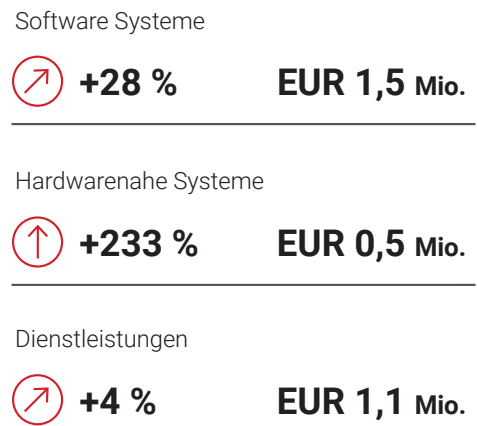 Software Systeme
+28 % EUR 1,5 Mio.
Hardwarenahe Systeme
+233 % EUR 0,5 Mio.
Dienstleistungen
+4 % EUR 1,1 Mio.